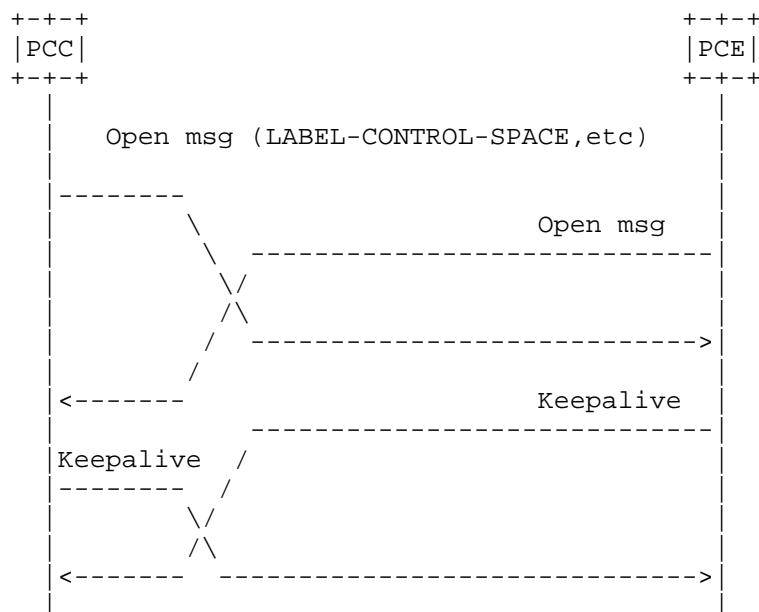 PCC PCE
Open msg (LABEL-CONTROL-SPACE,etc)
Open msg
Keepalive
Keepalive